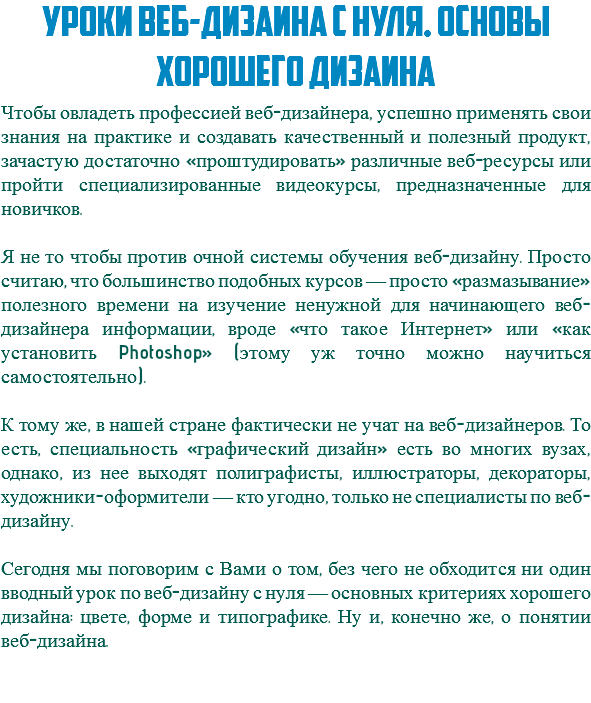 УРОКИ ВЕБ-ДИЗАЙНА С НУЛЯ. ОСНОВЫ
ХОРОШЕГО ДИЗАЙНА
Чтобы овладеть профессией веб-дизайнера, успешно применять свои
знания на практике и создавать качественный и полезный продукт,
зачастую достаточно «проштудировать» различные веб-ресурсы или
пройти специализированные видеокурсы, предназначенные для
новичков.
Я не то чтобы против очной системы обучения веб-дизайну. Просто
считаю, что большинство подобных курсов — просто «размазывание»
полезного времени на изучение ненужной для начинающего веб-
дизайнера информации, вроде «что такое Интернет» или «как
установить Photoshop» (этому уж точно можно научиться
самостоятельно).
К тому же, в нашей стране фактически не учат на веб-дизайнеров. То
есть, специальность «графический дизайн» есть во многих вузах,
однако, из нее выходят полиграфисты, иллюстраторы, декораторы,
художники-оформители — кто угодно, только не специалисты по веб-
дизайну.
Сегодня мы поговорим с Вами о том, без чего не обходится ни один
вводный урок по веб-дизайну с нуля — основных критериях хорошего
дизайна: цвете, форме и типографике. Ну и, конечно же, о понятии
веб-дизайна.